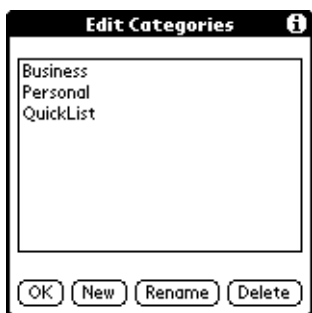 Edit Categories i
Business
Personal
QuickList
OK New Rename Delete